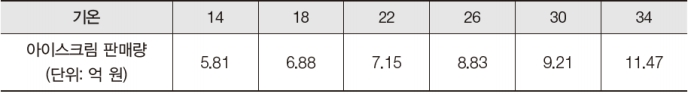 기온 14 18 22 26 30 34
아이스크림 판매량
(단위: 억 원) 5.81 6.88 7.15 8.83 9.21 11.47